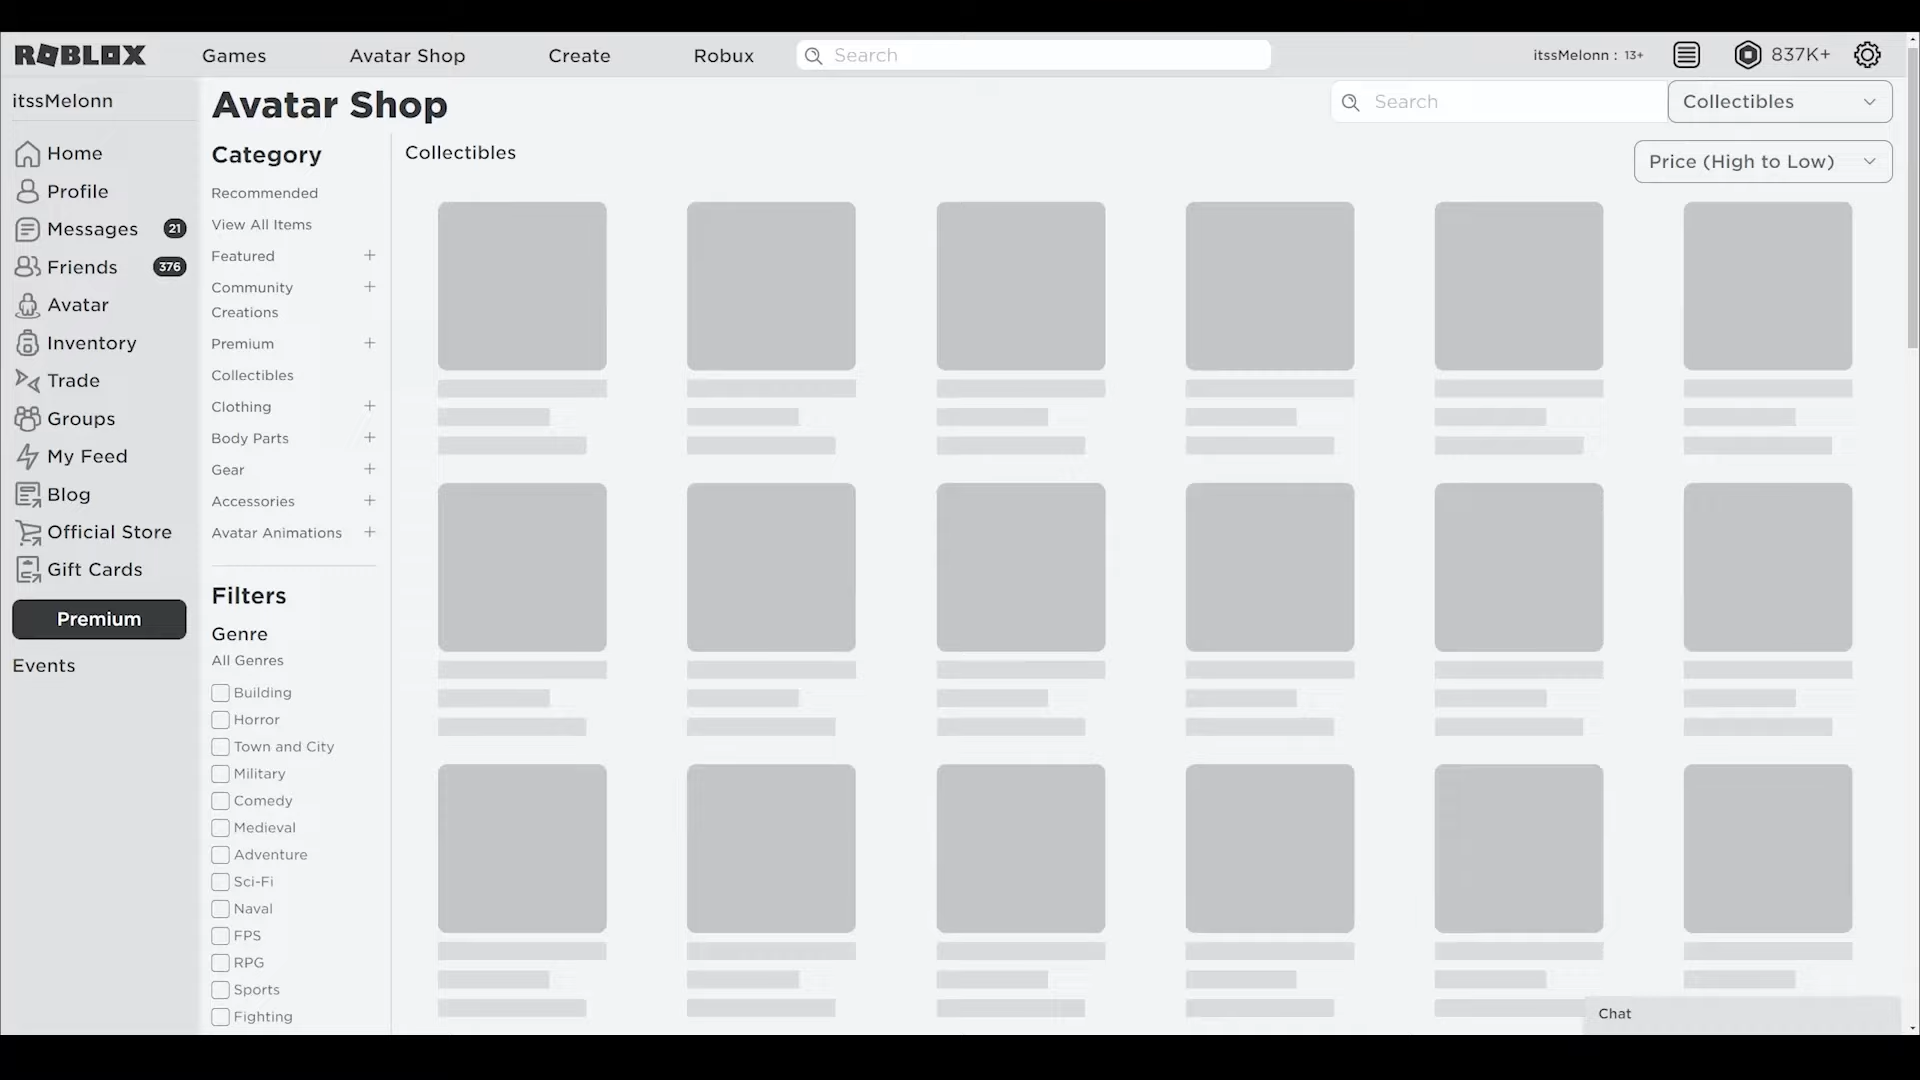 ROBLOX Games Avatar Shop Create Robux Search itssMelonn : 13+ 837K+
itssMelonn
Home
Profile
Messages 21
Friends 376
Avatar
Inventory
Trade
Groups
My Feed
Blog
Official Store
Gift Cards
Premium
Events
Avatar Shop
Search
Collectibles
Category
Recommended
View All Items
Featured +
Community +
Creations
Premium +
Collectibles
Clothing +
Body Parts +
Gear +
Accessories +
Avatar Animations +
Filters
Genre
All Genres
Building
Horror
Town and City
Military
Comedy
Medieval
Adventure
Sci-Fi
Naval
FPS
RPG
Sports
Fighting
Collectibles
Price (High to Low)
Chat